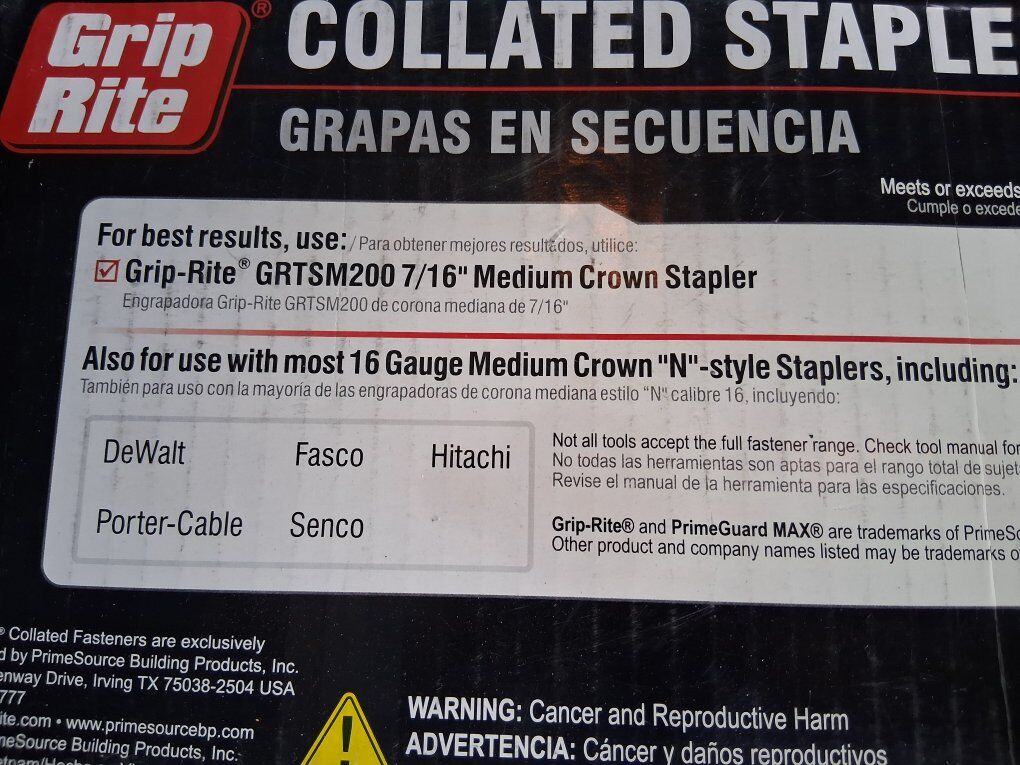 Grip Rite®
COLLATED STAPLE
GRAPAS EN SECUENCIA
Meets or exceeds
Cumple o excede
For best results, use: / Para obtener mejores resultados, utilice:
☑ Grip-Rite® GRTSM200 7/16" Medium Crown Stapler
Engrapadora Grip-Rite GRTSM200 de corona mediana de 7/16"
Also for use with most 16 Gauge Medium Crown "N"-style Staplers, including:
También para uso con la mayoría de las engrapadoras de corona mediana estilo "N" calibre 16, incluyendo:
DeWalt Fasco Hitachi
Porter-Cable Senco
Not all tools accept the full fastener range. Check tool manual for
No todas las herramientas son aptas para el rango total de sujet
Revise el manual de la herramienta para las especificaciones.
Grip-Rite® and PrimeGuard MAX® are trademarks of PrimeSo
Other product and company names listed may be trademarks o
® Collated Fasteners are exclusively
d by PrimeSource Building Products, Inc.
enway Drive, Irving TX 75038-2504 USA
777
ite.com • www.primesourcebp.com
meSource Building Products, Inc.
WARNING: Cancer and Reproductive Harm
ADVERTENCIA: Cáncer y daños reproductivos